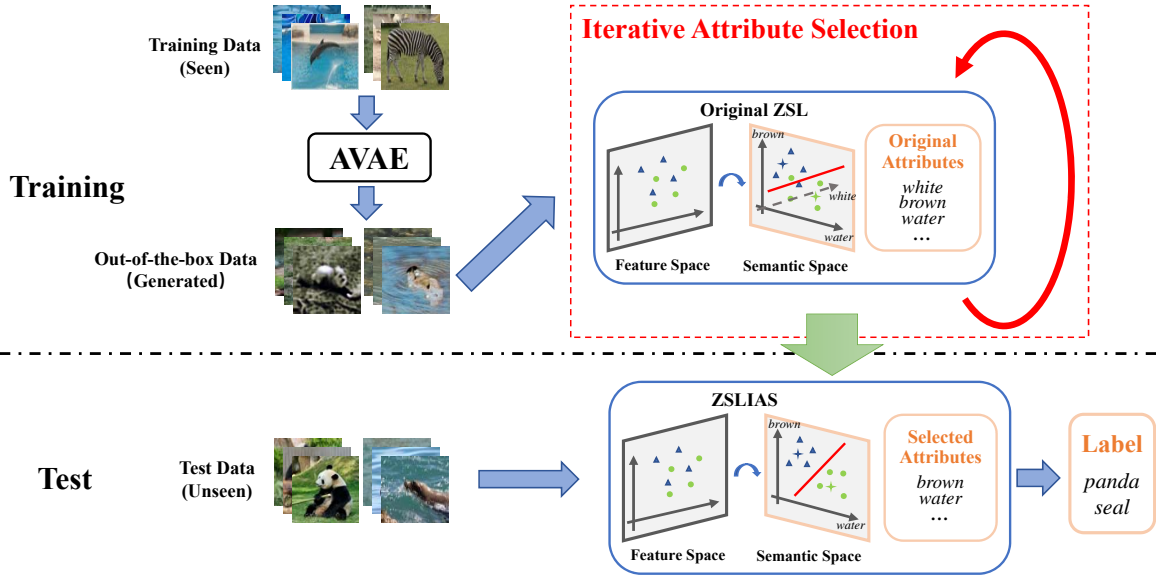 Training Data
(Seen)
AVAE
Training
Out-of-the-box Data
(Generated)
Iterative Attribute Selection
Original ZSL
brown
white
water
Feature Space
Semantic Space
Original
Attributes
white
brown
water
...
Test
Test Data
(Unseen)
ZSLIAS
brown
water
Feature Space
Semantic Space
Selected
Attributes
brown
water
...
Label
panda
seal